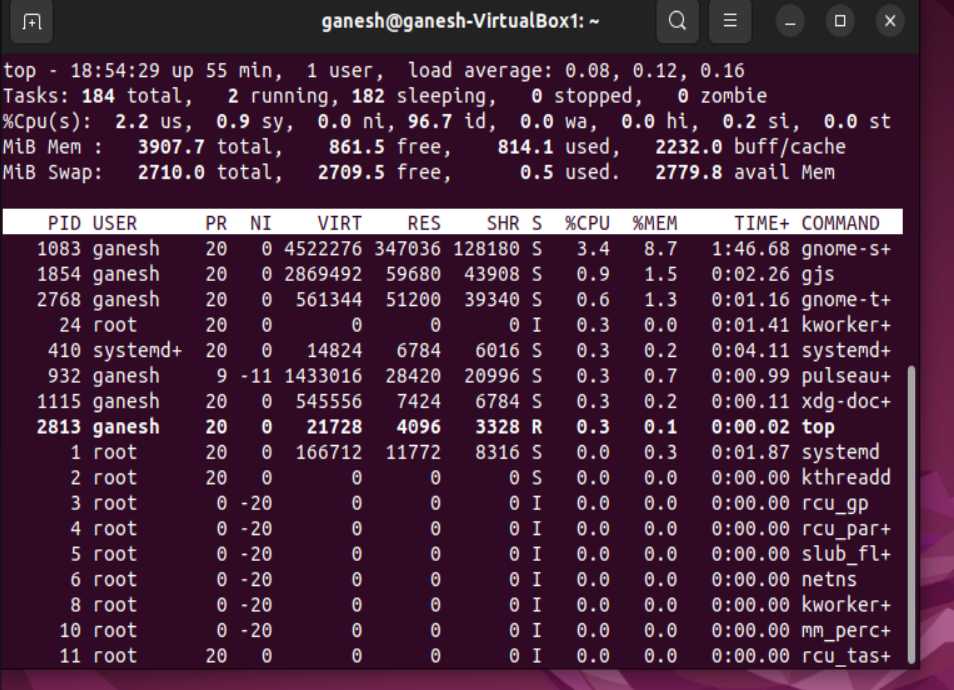 ganesh@ganesh-VirtualBox1: ~
top - 18:54:29 up 55 min,  1 user,  load average: 0.08, 0.12, 0.16
Tasks: 184 total,   2 running, 182 sleeping,   0 stopped,   0 zombie
%Cpu(s):  2.2 us,  0.9 sy,  0.0 ni, 96.7 id,  0.0 wa,  0.0 hi,  0.2 si,  0.0 st
MiB Mem :   3907.7 total,    861.5 free,    814.1 used,   2232.0 buff/cache
MiB Swap:   2710.0 total,   2709.5 free,      0.5 used.   2779.8 avail Mem
    PID USER      PR  NI    VIRT    RES    SHR S  %CPU  %MEM     TIME+ COMMAND
   1083 ganesh    20   0 4522276 347036 128180 S   3.4   8.7   1:46.68 gnome-s+
   1854 ganesh    20   0 2869492  59680  43908 S   0.9   1.5   0:02.26 gjs
   2768 ganesh    20   0  561344  51200  39340 S   0.6   1.3   0:01.16 gnome-t+
     24 root      20   0       0      0      0 I   0.3   0.0   0:01.41 kworker+
    410 systemd+  20   0   14824   6784   6016 S   0.3   0.2   0:04.11 systemd+
    932 ganesh     9 -11 1433016  28420  20996 S   0.3   0.7   0:00.99 pulseau+
   1115 ganesh    20   0  545556   7424   6784 S   0.3   0.2   0:00.11 xdg-doc+
   2813 ganesh    20   0   21728   4096   3328 R   0.3   0.1   0:00.02 top
      1 root      20   0  166712  11772   8316 S   0.0   0.3   0:01.87 systemd
      2 root      20   0       0      0      0 S   0.0   0.0   0:00.00 kthreadd
      3 root       0 -20       0      0      0 I   0.0   0.0   0:00.00 rcu_gp
      4 root       0 -20       0      0      0 I   0.0   0.0   0:00.00 rcu_par+
      5 root       0 -20       0      0      0 I   0.0   0.0   0:00.00 slub_fl+
      6 root       0 -20       0      0      0 I   0.0   0.0   0:00.00 netns
      8 root       0 -20       0      0      0 I   0.0   0.0   0:00.00 kworker+
     10 root       0 -20       0      0      0 I   0.0   0.0   0:00.00 mm_perc+
     11 root      20   0       0      0      0 I   0.0   0.0   0:00.00 rcu_tas+